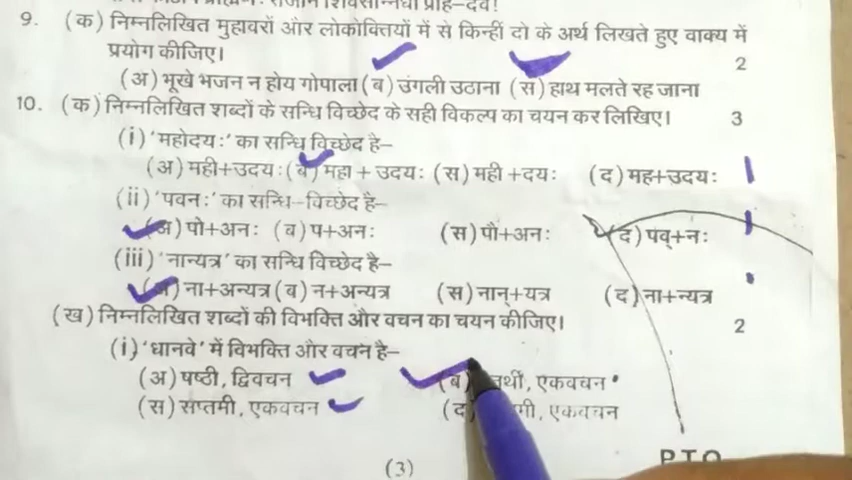 9. (क) निम्नलिखित मुहावरों और लोकोक्तियों में से किन्हीं दो के अर्थ लिखते हुए वाक्य में
प्रयोग कीजिए। 2
(अ) भूखे भजन न होय गोपाला (ब) उंगली उठाना (स) हाथ मलते रह जाना
10. (क) निम्नलिखित शब्दों के सन्धि विच्छेद के सही विकल्प का चयन कर लिखिए। 3
(i) 'महोदयः' का सन्धि विच्छेद है–
(अ) मही+उदयः (ब) महा + उदयः (स) मही +दयः (द) मह+उदयः
(ii) 'पवनः' का सन्धि–विच्छेद है–
(अ) पो+अनः (ब) प+अनः (स) पौ+अनः (द) पव्+नः
(iii) 'नान्यत्र' का सन्धि विच्छेद है–
(अ) ना+अन्यत्र (ब) न+अन्यत्र (स) नान्+यत्र (द) ना+न्यत्र
(ख) निम्नलिखित शब्दों की विभक्ति और वचन का चयन कीजिए। 2
(i) 'धानवे' में विभक्ति और वचन है–
(अ) षष्ठी, द्विवचन (ब) एकवचन
(स) सप्तमी, एकवचन (द) एकवचन
(3)